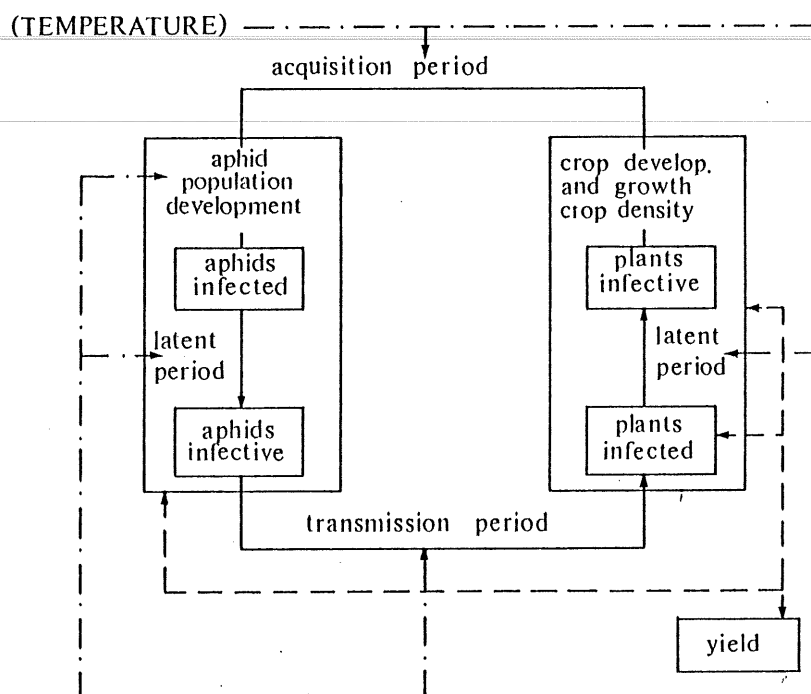 (TEMPERATURE)
acquisition period
aphid
population
development
aphids
infected
latent
period
aphids
infective
crop develop.
and growth
crop density
plants
infective
latent
period
plants
infected
transmission period
yield